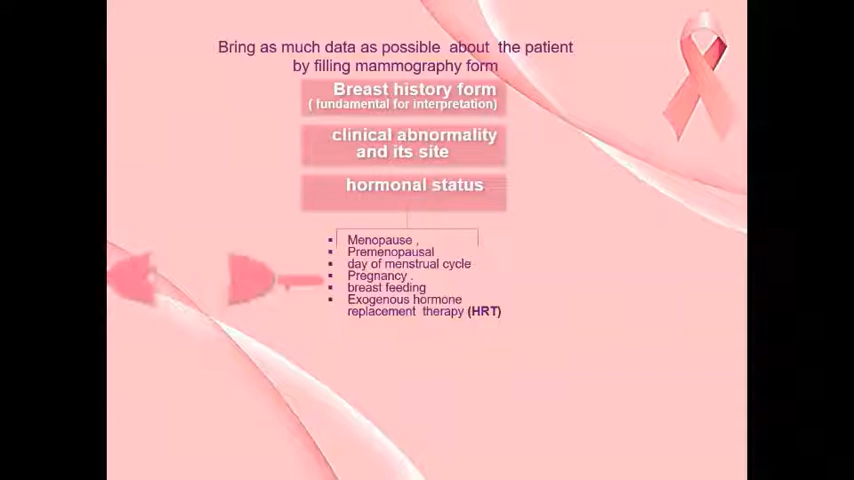 Bring as much data as possible about the patient
by filling mammography form
Breast history form
( fundamental for interpretation)
clinical abnormality
and its site
hormonal status
▪ Menopause ,
▪ Premenopausal
▪ day of menstrual cycle
▪ Pregnancy .
▪ breast feeding
▪ Exogenous hormone
replacement therapy (HRT)